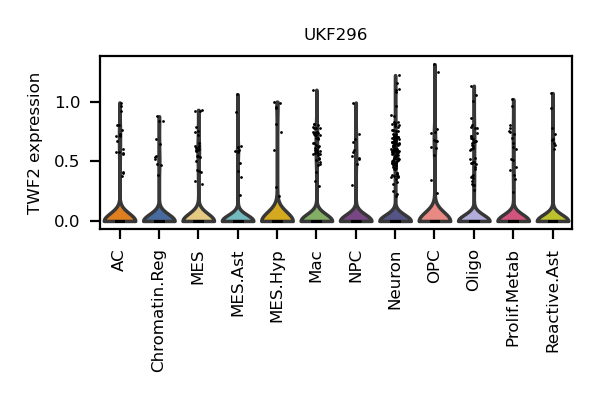 UKF296
TWF2 expression
1.0
0.5
0.0
AC
Chromatin.Reg
MES
MES.Ast
MES.Hyp
Mac
NPC
Neuron
OPC
Oligo
Prolif.Metab
Reactive.Ast